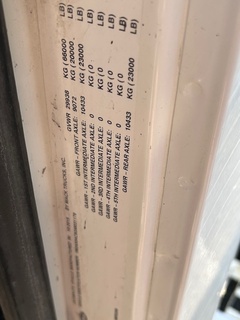 BY MACK TRUCKS, INC.
GVWR: 29938 KG ( 66000 LB)
GAWR - FRONT AXLE: 9072 KG ( 20000 LB)
GAWR - 1ST INTERMEDIATE AXLE: 10433 KG ( 23000 LB)
GAWR - 2ND INTERMEDIATE AXLE: 0 KG ( 0 LB)
GAWR - 3RD INTERMEDIATE AXLE: 0 KG ( 0 LB)
GAWR - 4TH INTERMEDIATE AXLE: 0 KG ( 0 LB)
GAWR - 5TH INTERMEDIATE AXLE: 0 KG ( 0 LB)
GAWR - REAR AXLE: 10433 KG ( 23000 LB)